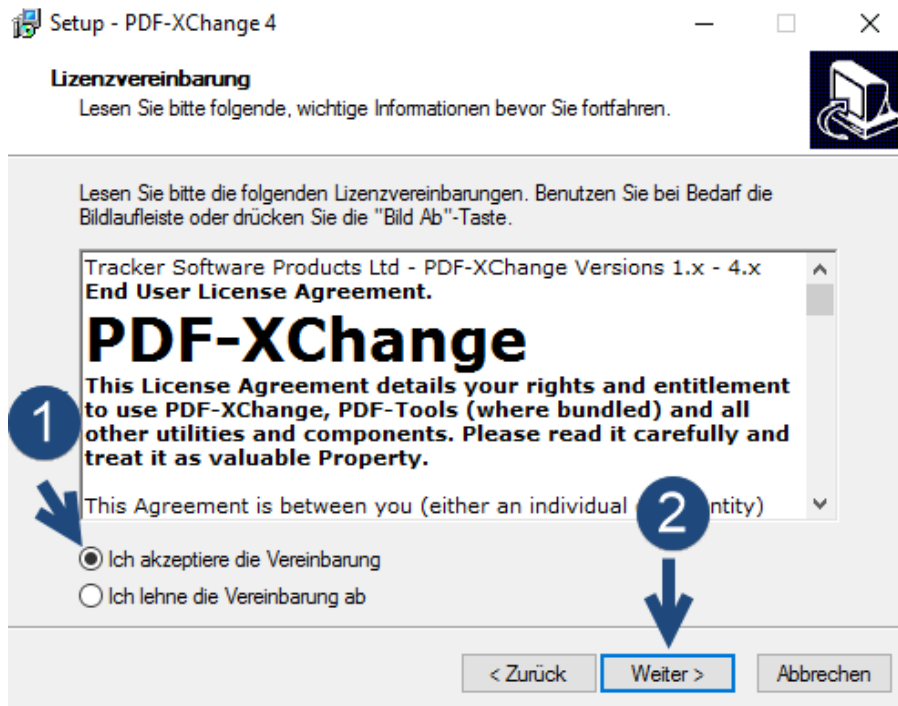 Setup - PDF-XChange 4
Lizenzvereinbarung
Lesen Sie bitte folgende, wichtige Informationen bevor Sie fortfahren.
Lesen Sie bitte die folgenden Lizenzvereinbarungen. Benutzen Sie bei Bedarf die
Bildlaufleiste oder drücken Sie die "Bild Ab"-Taste.
Tracker Software Products Ltd - PDF-XChange Versions 1.x - 4.x
End User License Agreement.
PDF-XChange
This License Agreement details your rights and entitlement
to use PDF-XChange, PDF-Tools (where bundled) and all
1
other utilities and components. Please read it carefully and
treat it as valuable Property.
This Agreement is between you (either an individual
2
Ich akzeptiere die Vereinbarung
Ich lehne die Vereinbarung ab
< Zurück
Weiter >
Abbrechen